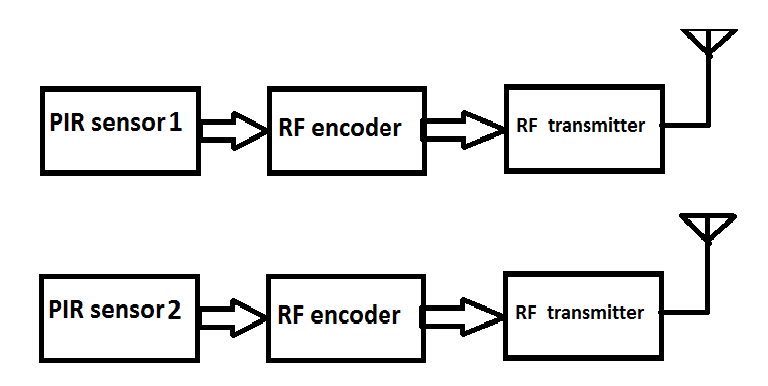 PIR sensor 1
RF encoder
RF transmitter
PIR sensor 2
RF encoder
RF transmitter